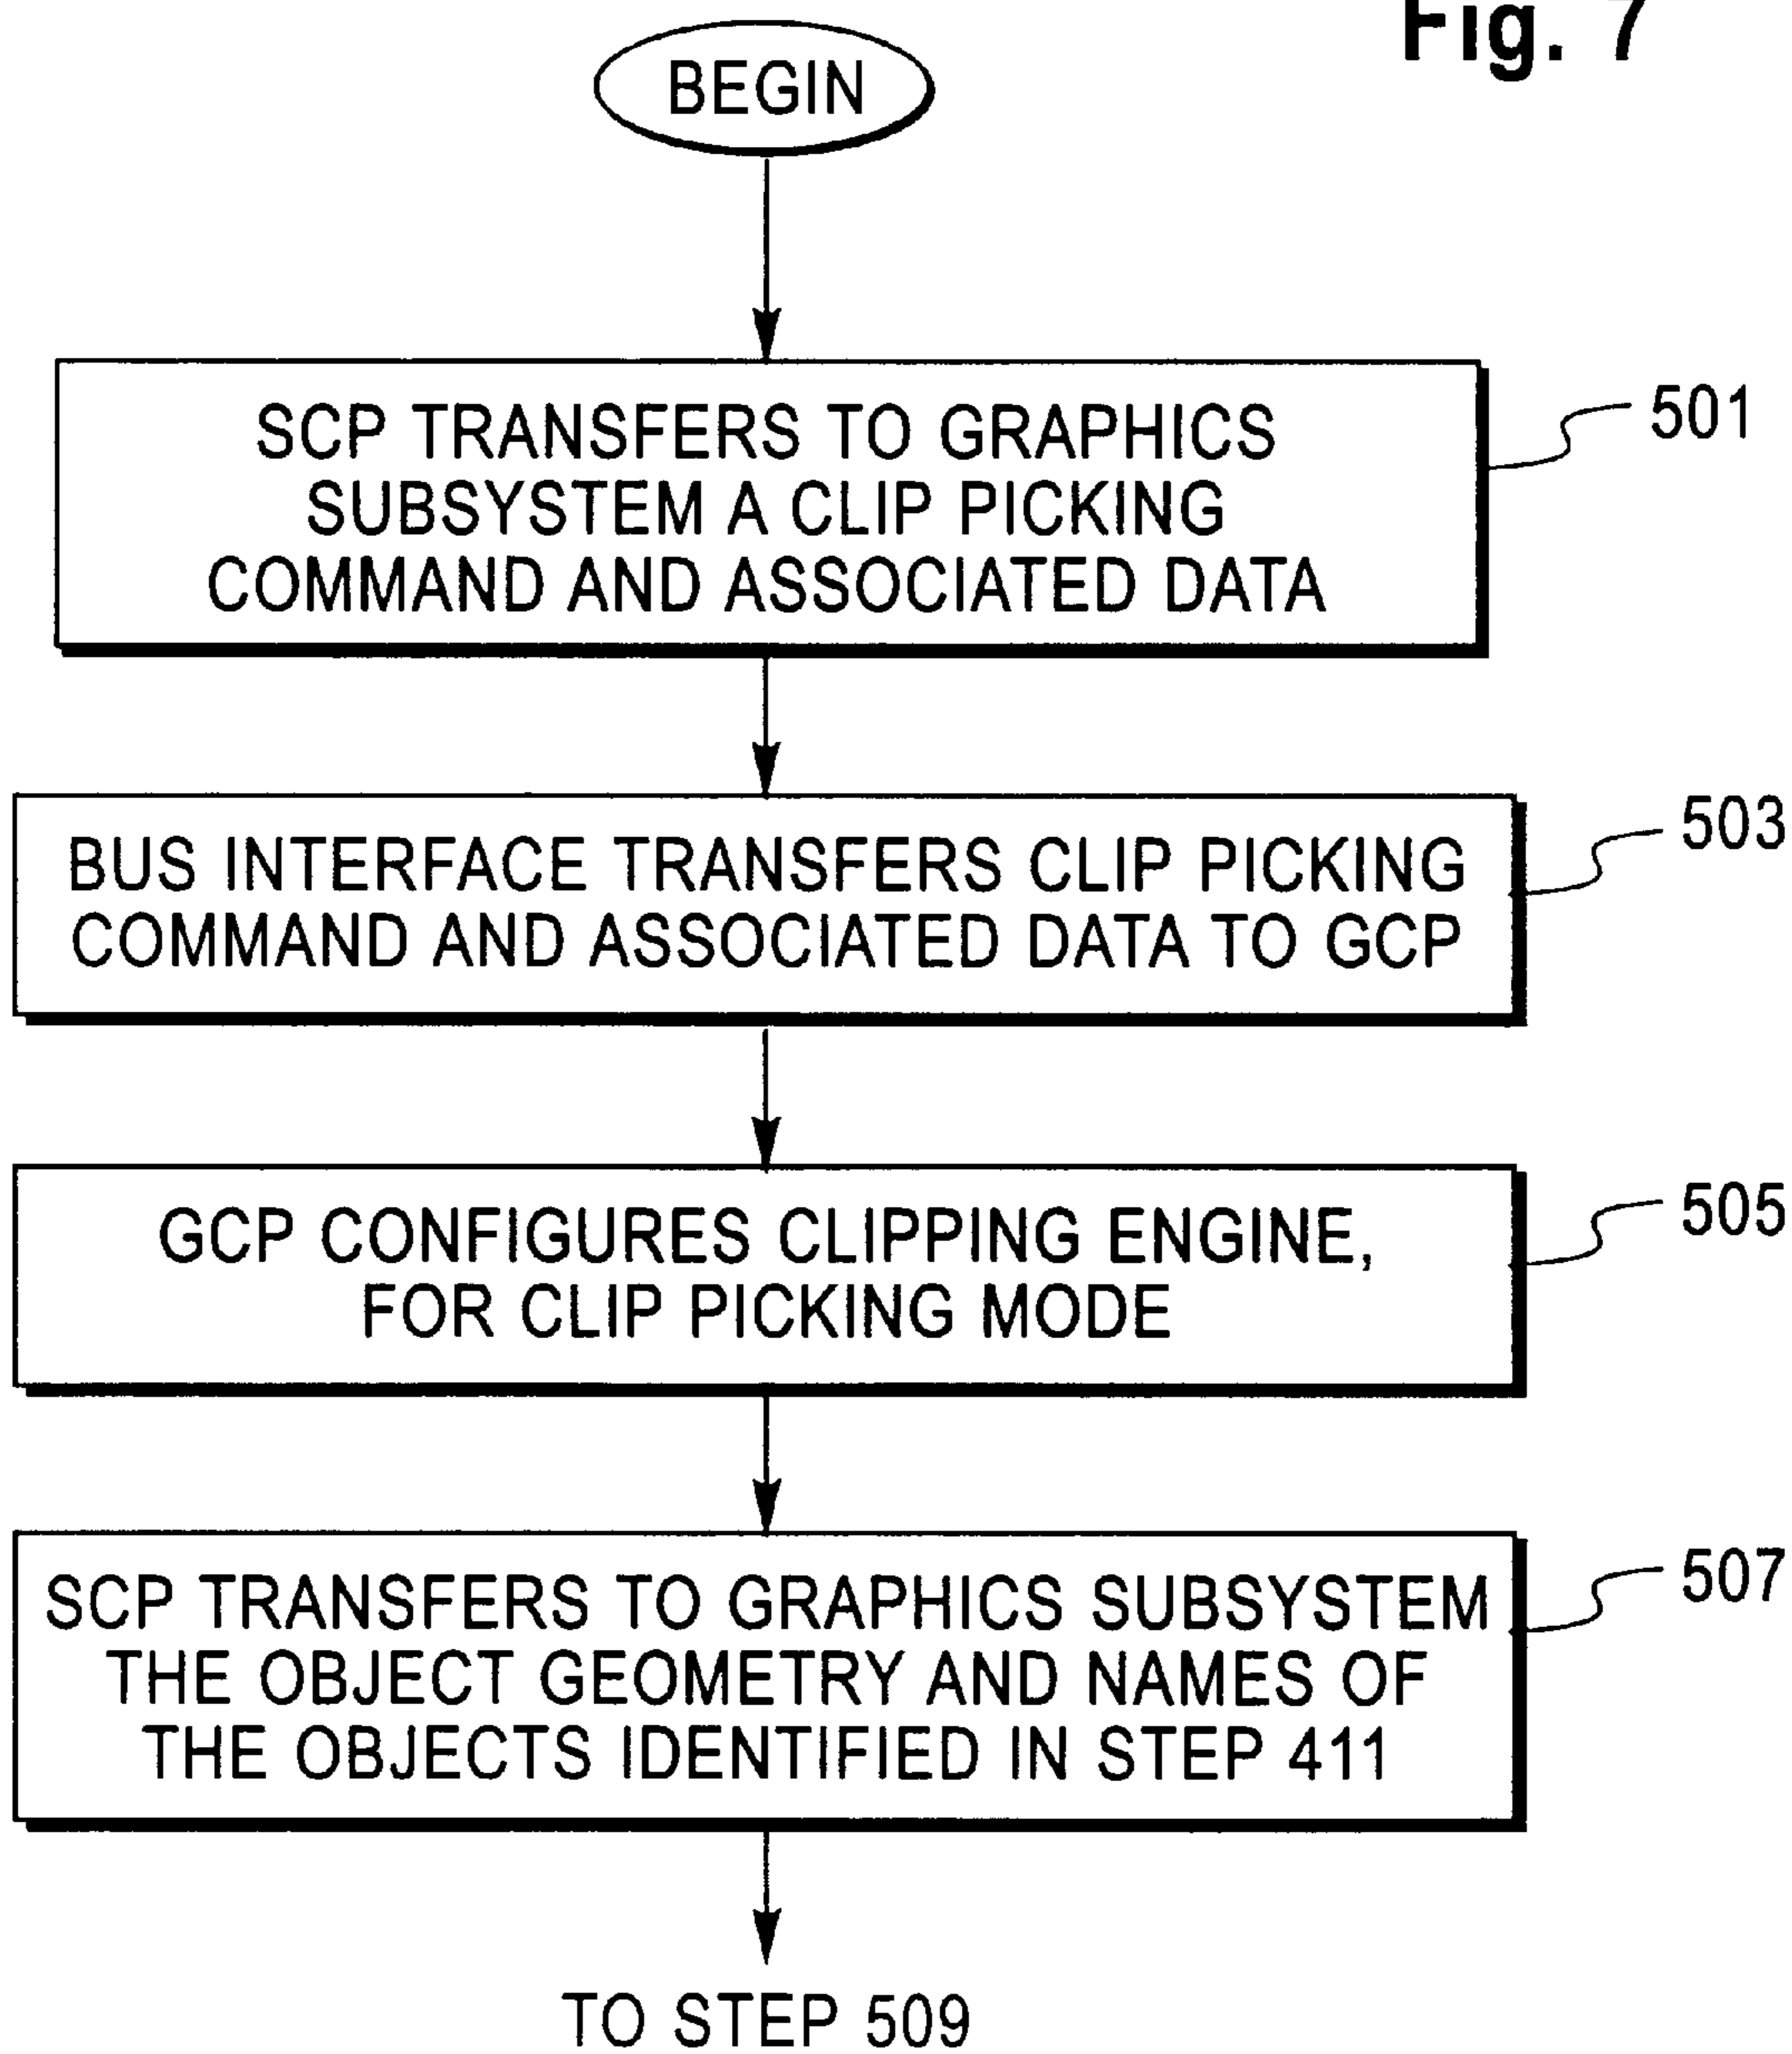 Fig. 7
BEGIN
SCP TRANSFERS TO GRAPHICS
SUBSYSTEM A CLIP PICKING
COMMAND AND ASSOCIATED DATA
501
BUS INTERFACE TRANSFERS CLIP PICKING
COMMAND AND ASSOCIATED DATA TO GCP
503
GCP CONFIGURES CLIPPING ENGINE,
FOR CLIP PICKING MODE
505
SCP TRANSFERS TO GRAPHICS SUBSYSTEM
THE OBJECT GEOMETRY AND NAMES OF
THE OBJECTS IDENTIFIED IN STEP 411
507
TO STEP 509